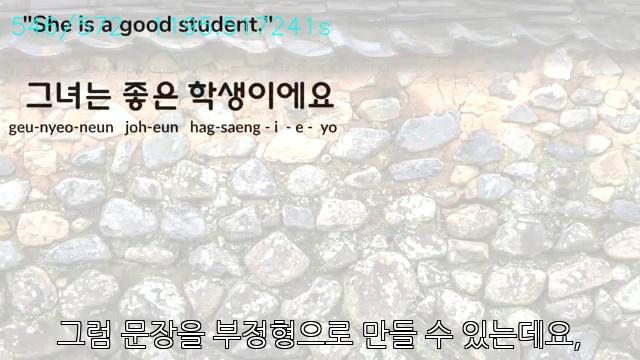 "She is a good student."
그녀는 좋은 학생이에요
geu-nyeo-neun joh-eun hag-saeng - i - e - yo
그럼 문장을 부정형으로 만들 수 있는데요,